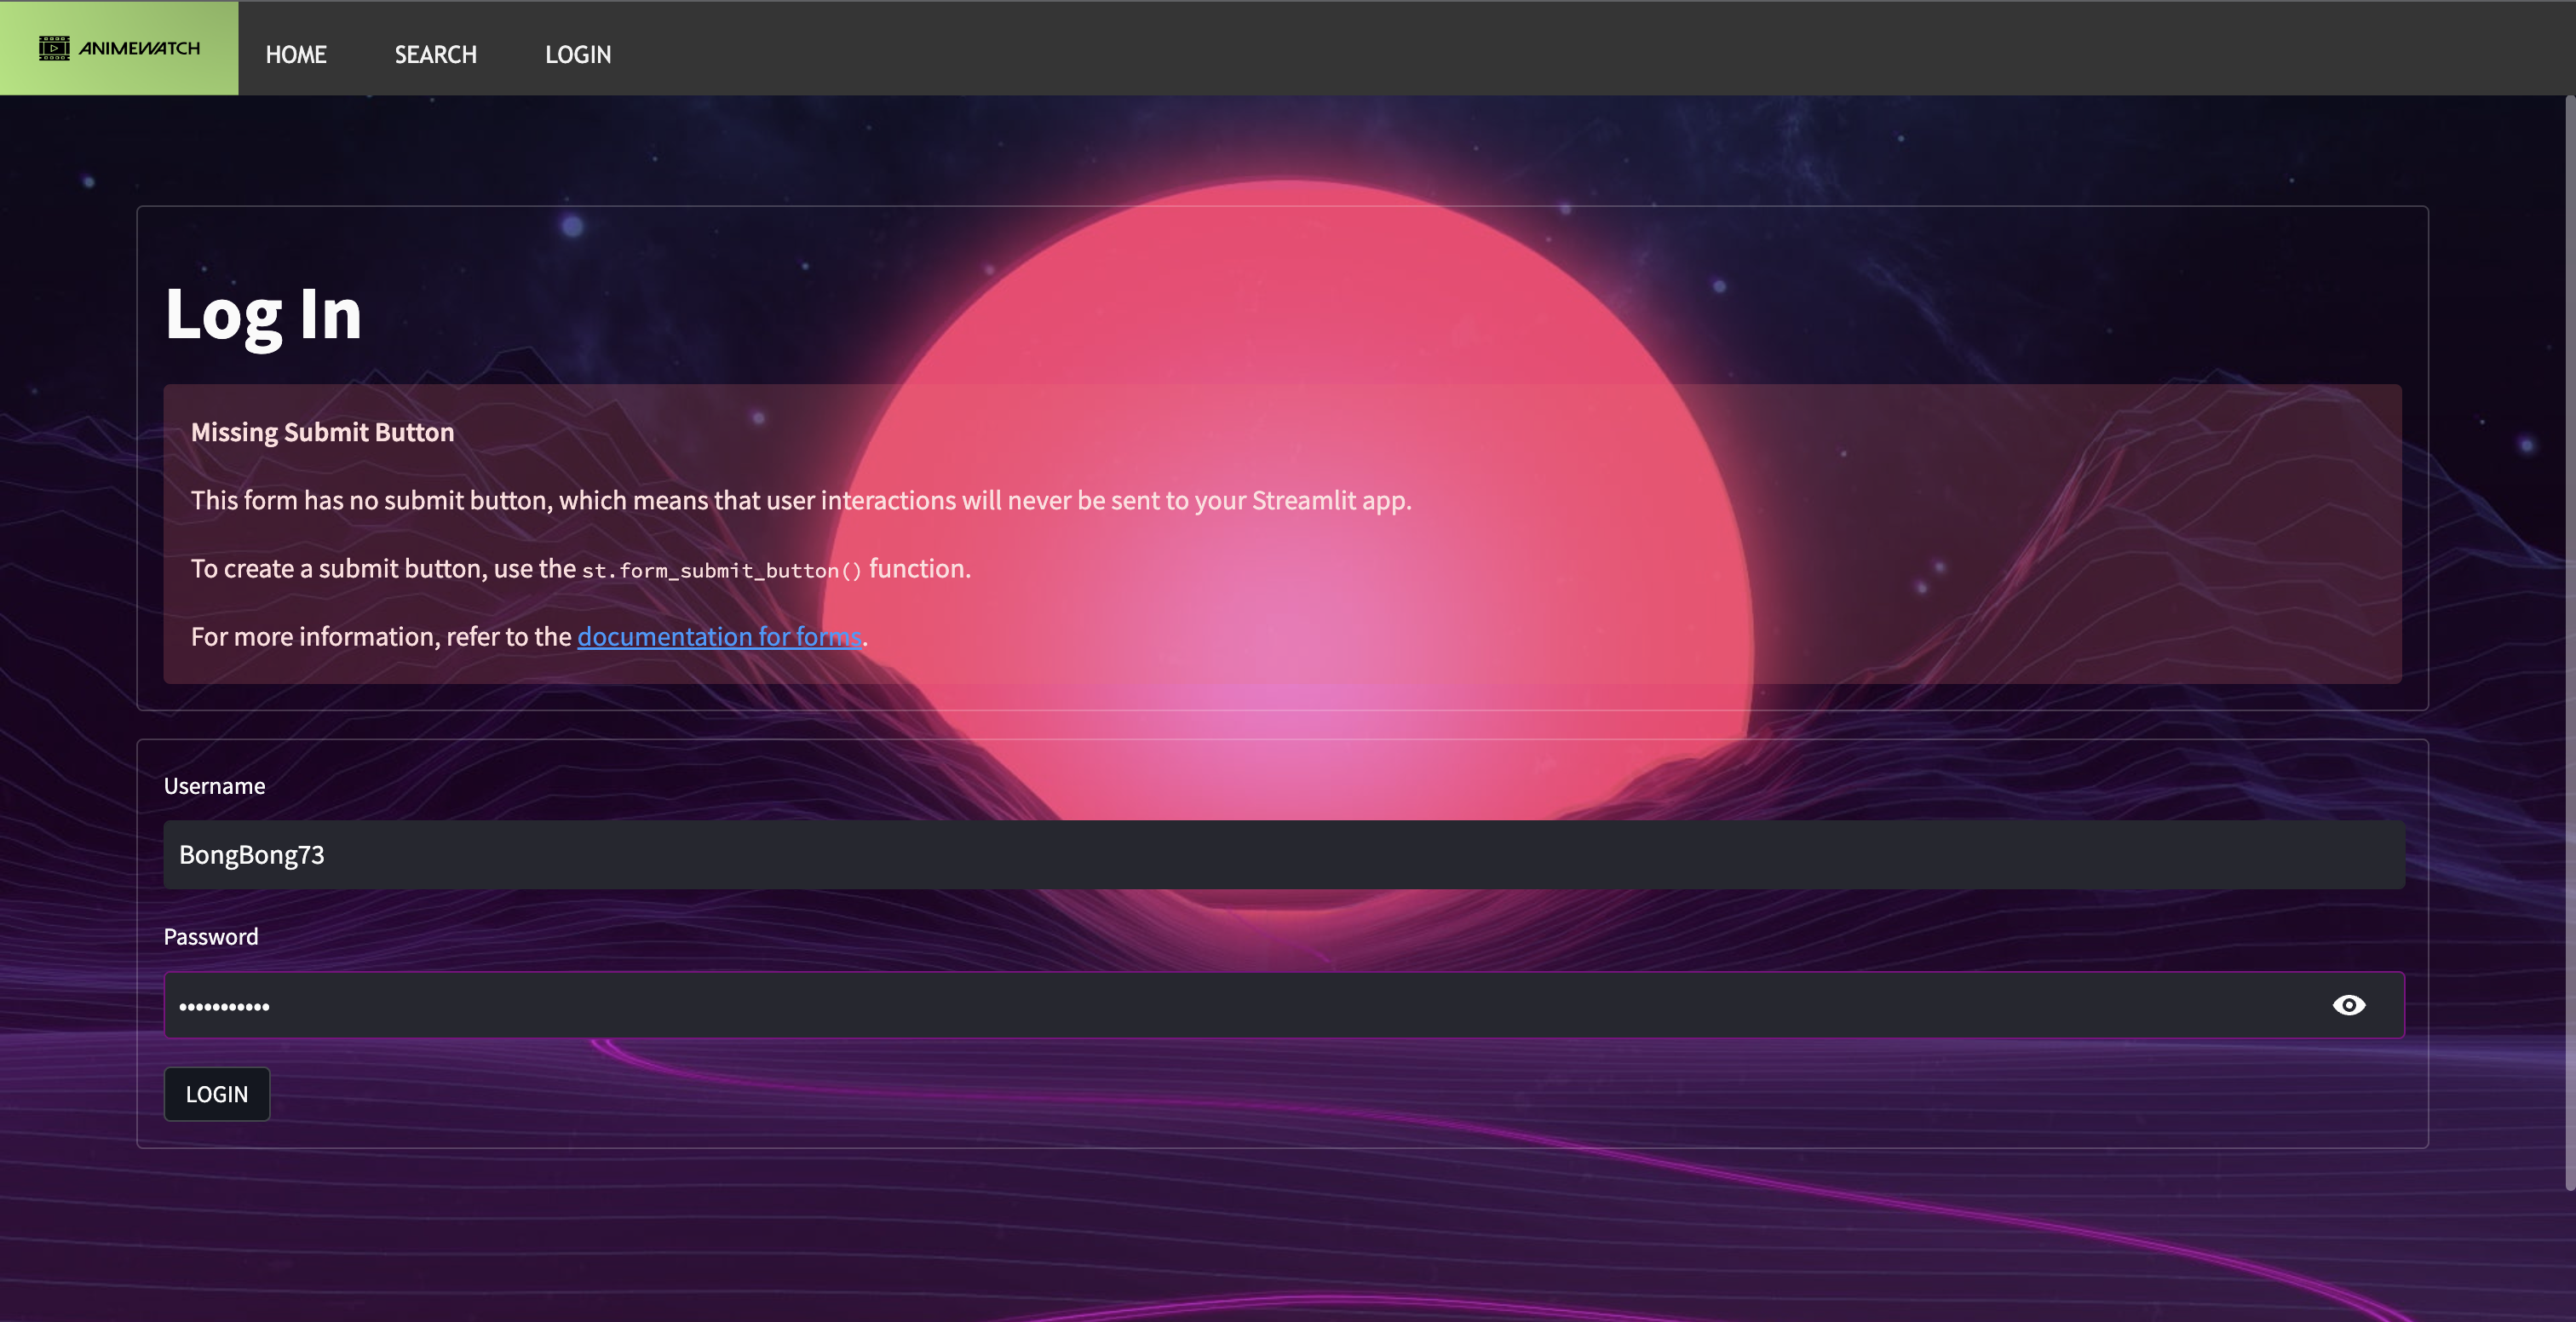 ANIMEWATCH HOME SEARCH LOGIN
Log In
Missing Submit Button
This form has no submit button, which means that user interactions will never be sent to your Streamlit app.
To create a submit button, use the st.form_submit_button() function.
For more information, refer to the documentation for forms.
Username
BongBong73
Password
•••••••••••
LOGIN